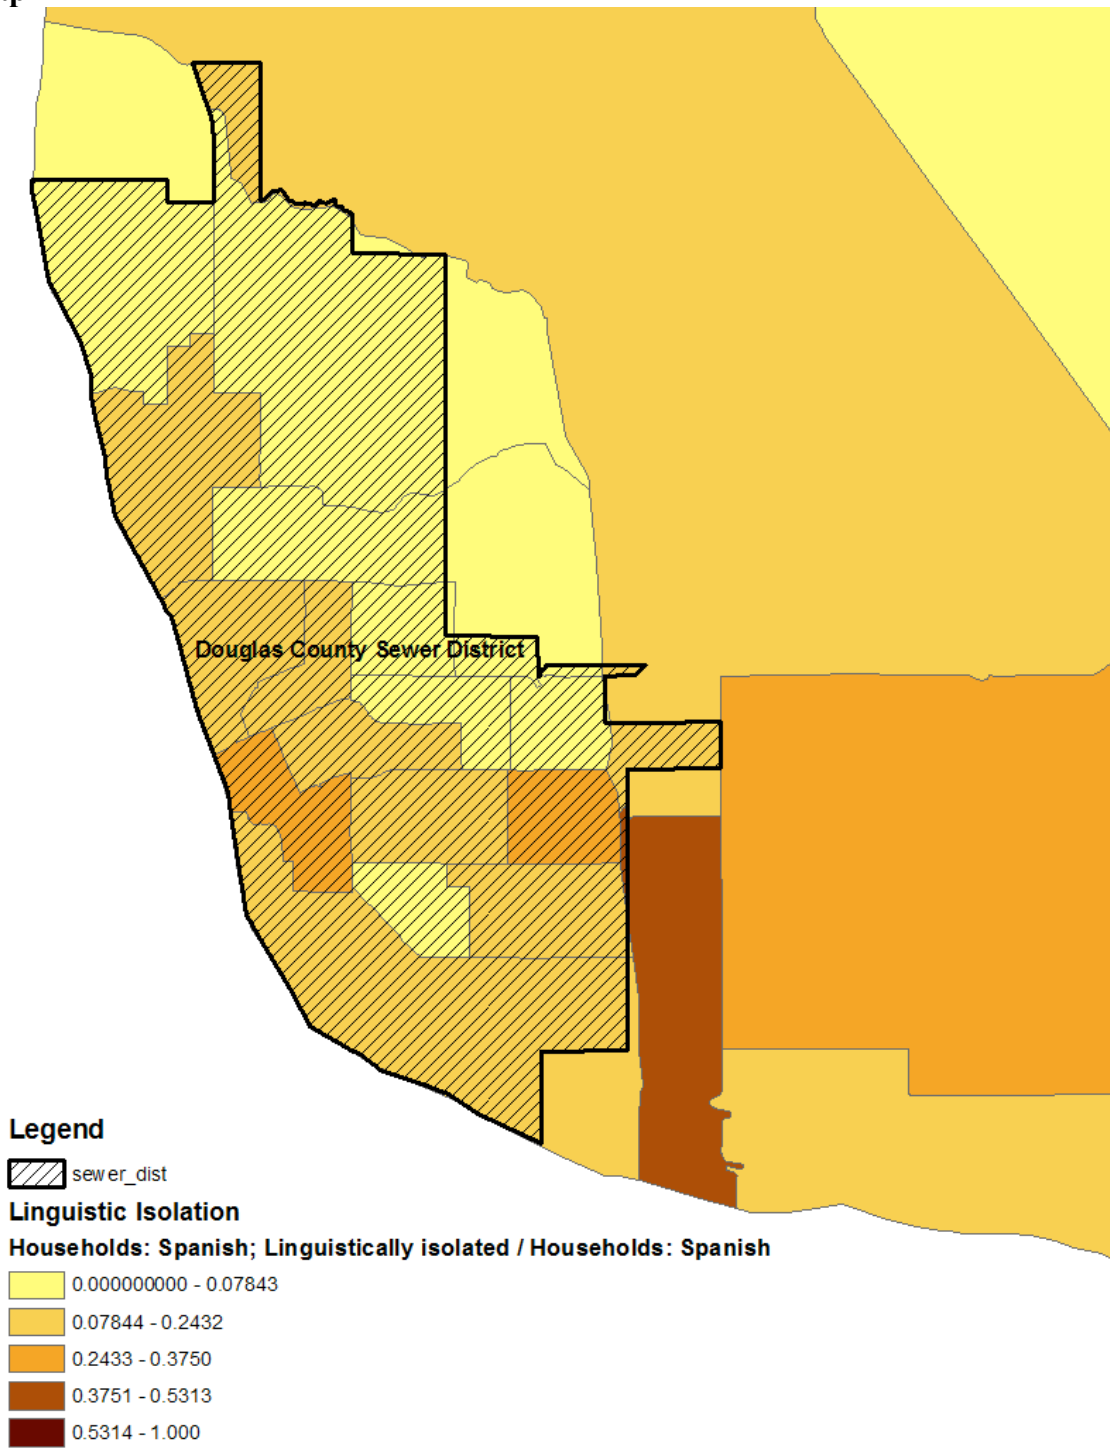 Douglas County Sewer District
Legend
sewer_dist
Linguistic Isolation
Households: Spanish; Linguistically isolated / Households: Spanish
0.000000000 - 0.07843
0.07844 - 0.2432
0.2433 - 0.3750
0.3751 - 0.5313
0.5314 - 1.000